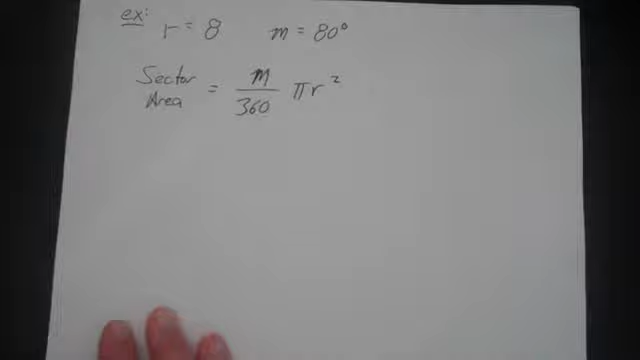 ex: r = 8 m = 80°
Sector Area = m/360 πr²